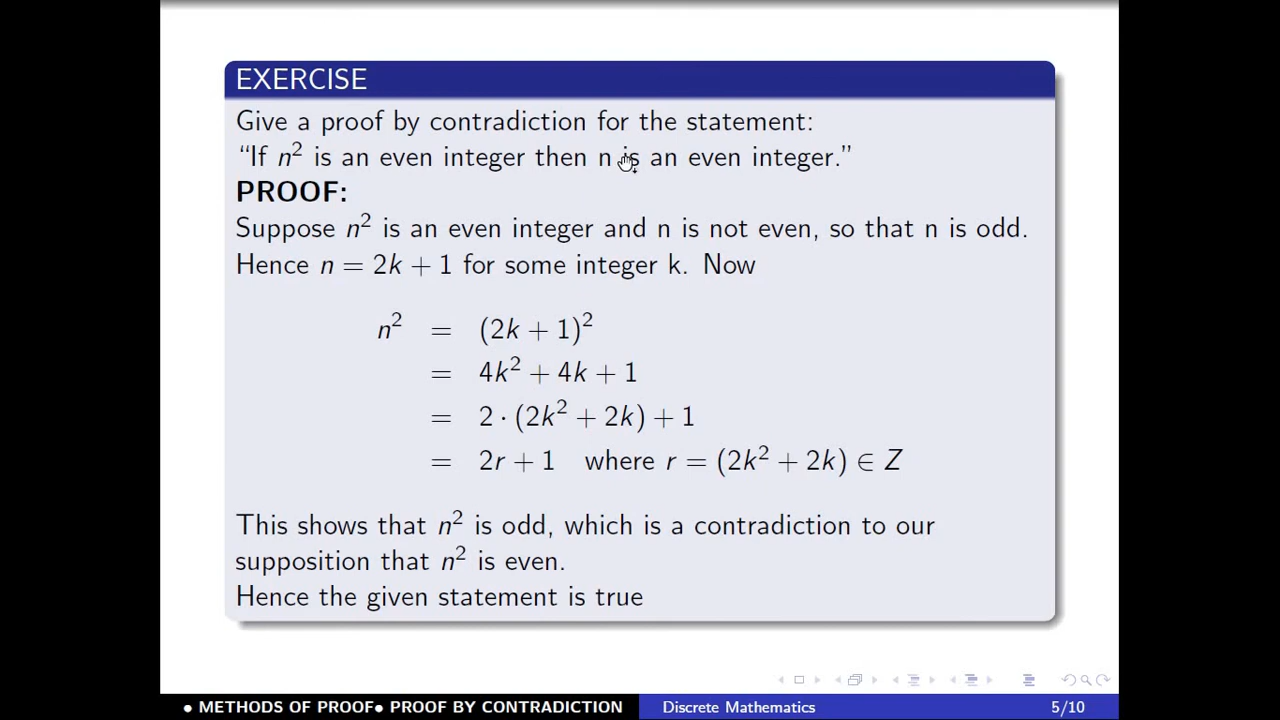 EXERCISE
Give a proof by contradiction for the statement:
“If n² is an even integer then n is an even integer.”
PROOF:
Suppose n² is an even integer and n is not even, so that n is odd.
Hence n = 2k + 1 for some integer k. Now
n² = (2k + 1)²
= 4k² + 4k + 1
= 2 · (2k² + 2k) + 1
= 2r + 1 where r = (2k² + 2k) ∈ Z
This shows that n² is odd, which is a contradiction to our
supposition that n² is even.
Hence the given statement is true
• METHODS OF PROOF• PROOF BY CONTRADICTION Discrete Mathematics 5/10